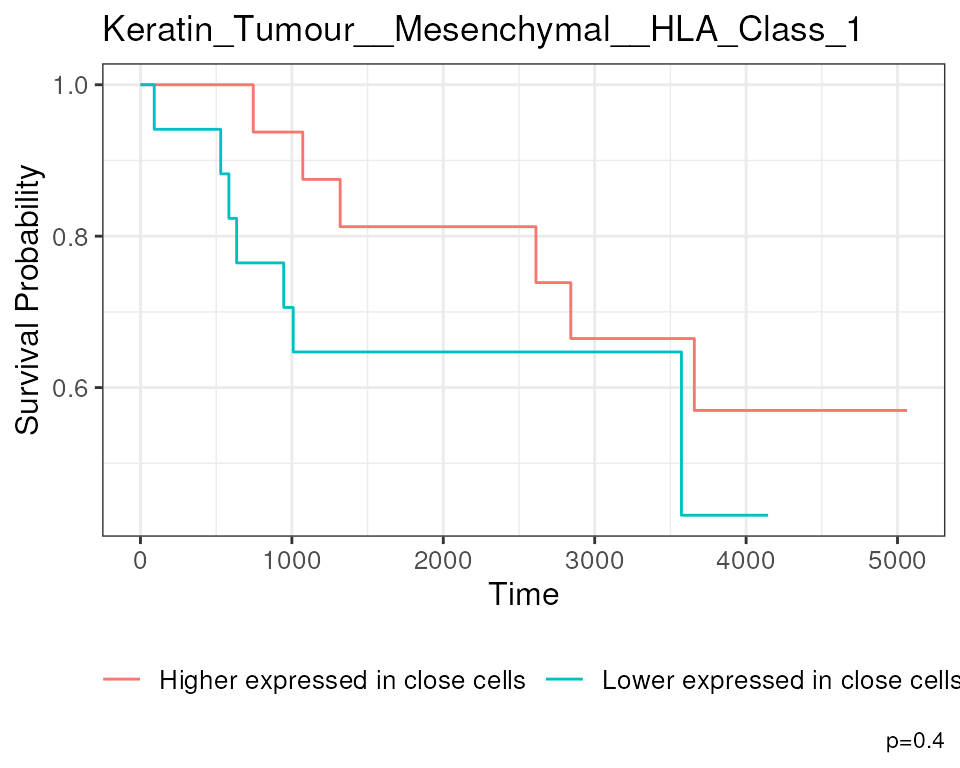 Keratin_Tumour__Mesenchymal__HLA_Class_1
Survival Probability
1.0
0.8
0.6
0 1000 2000 3000 4000 5000
Time
Higher expressed in close cells Lower expressed in close cells
p=0.4